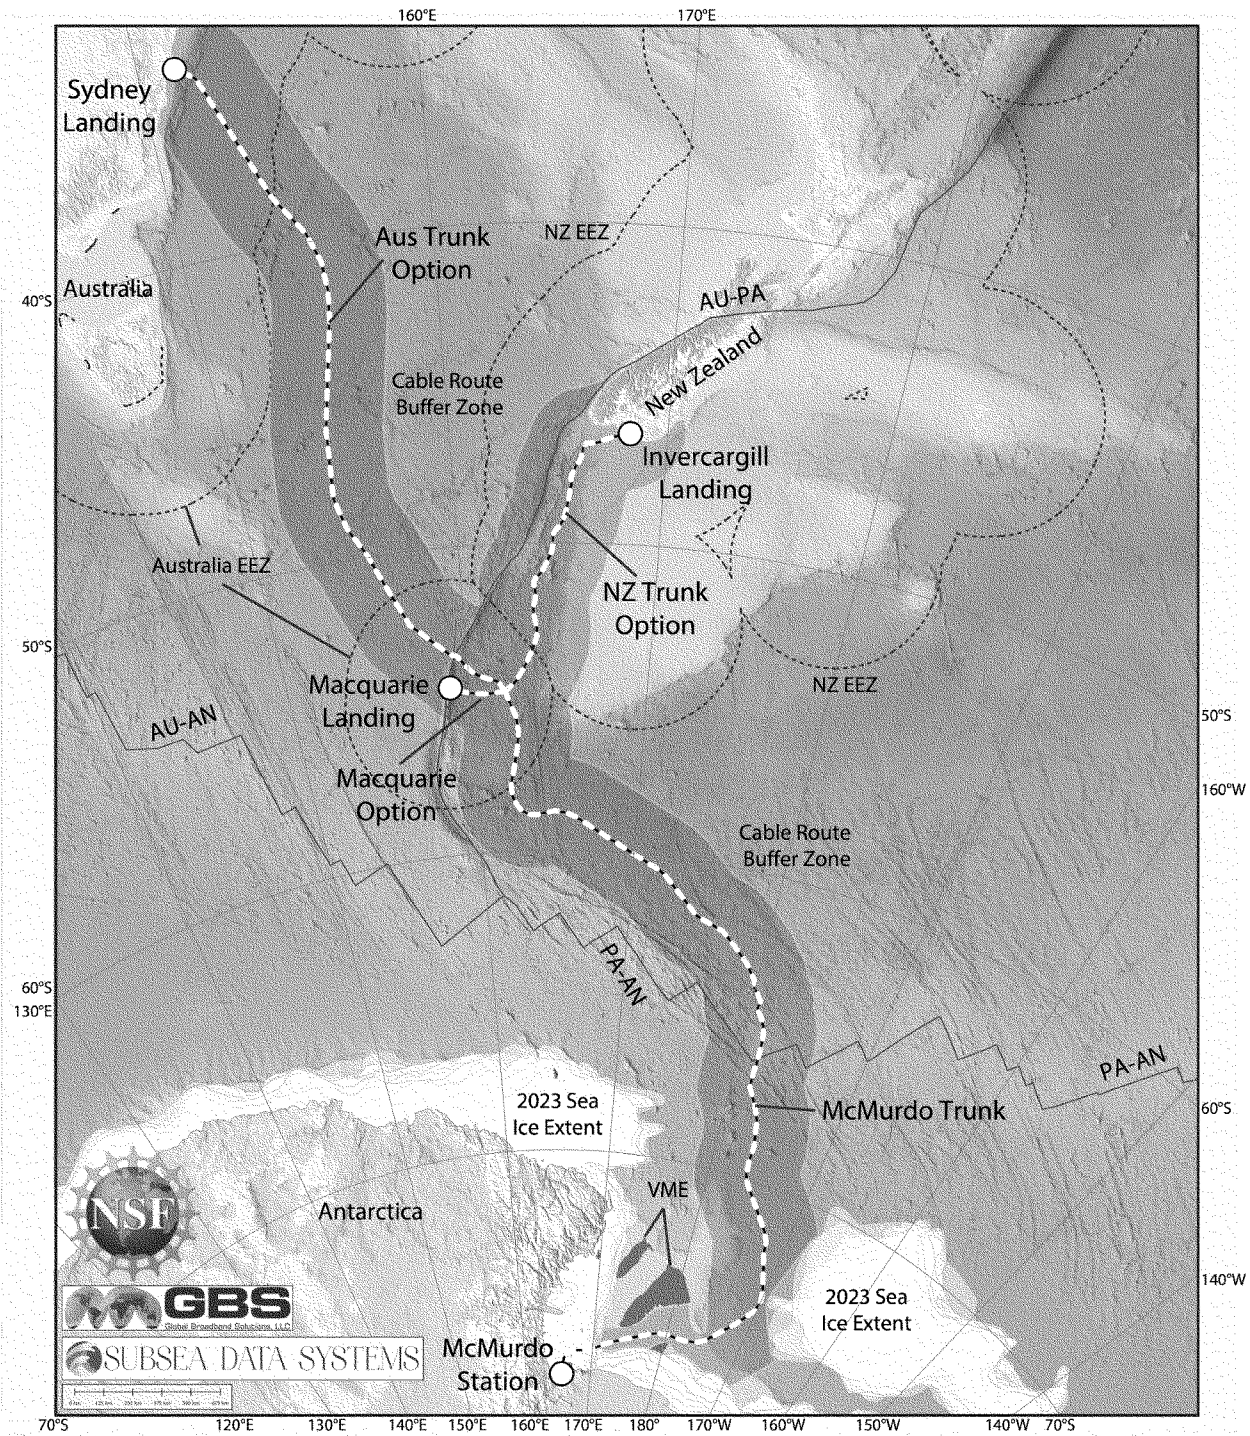 160°E
170°E
Sydney
Landing
Aus Trunk
Option
NZ EEZ
Australia
40°S
AU-PA
New Zealand
Cable Route
Buffer Zone
Invercargill
Landing
Australia EEZ
NZ Trunk
Option
50°S
Macquarie
Landing
NZ EEZ
AU-AN
50°S
Macquarie
Option
160°W
Cable Route
Buffer Zone
PA-AN
60°S
130°E
PA-AN
2023 Sea
Ice Extent
McMurdo Trunk
60°S
VME
NSF
Antarctica
140°W
GBS
Global Broadband Solutions, LLC
2023 Sea
Ice Extent
SUBSEA DATA SYSTEMS
McMurdo
Station
70°S
120°E
130°E
140°E
150°E
160°E
170°E
180°
170°W
160°W
150°W
140°W
70°S